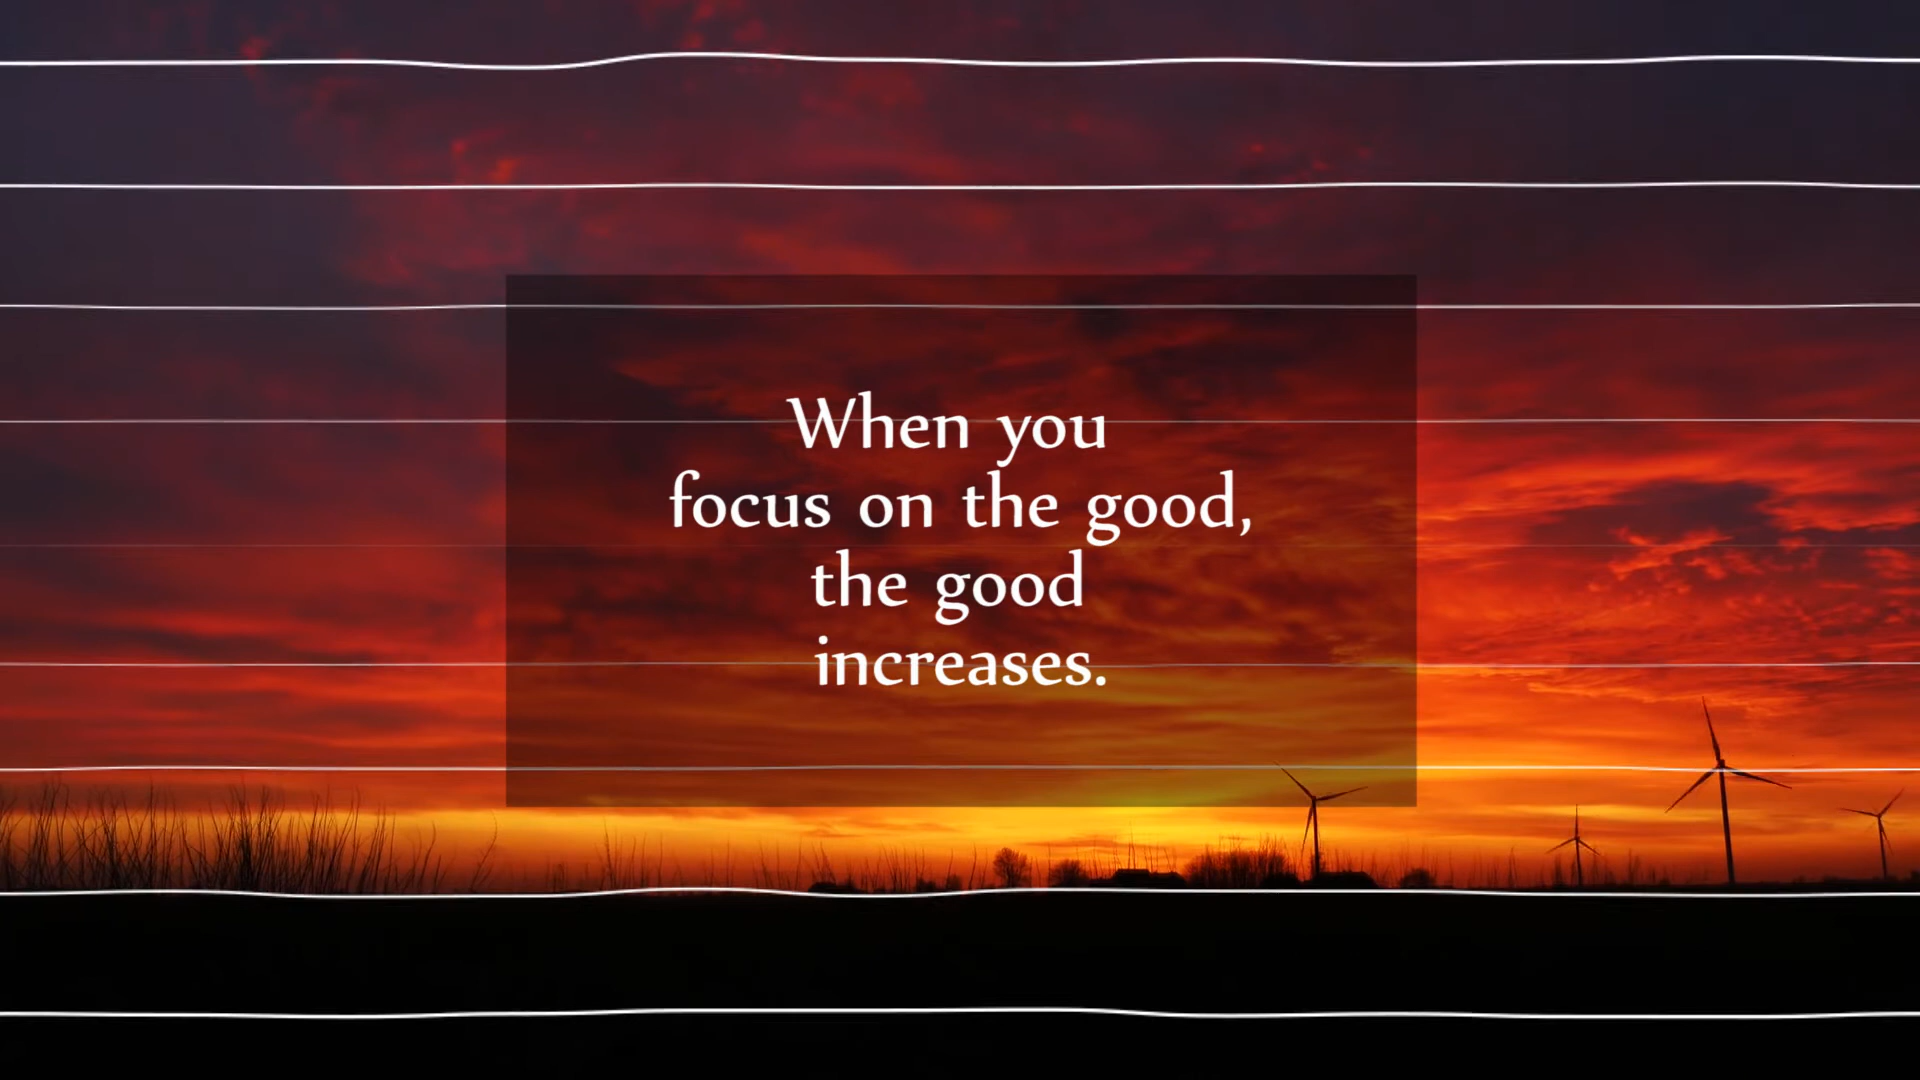 When you
focus on the good,
the good
increases.